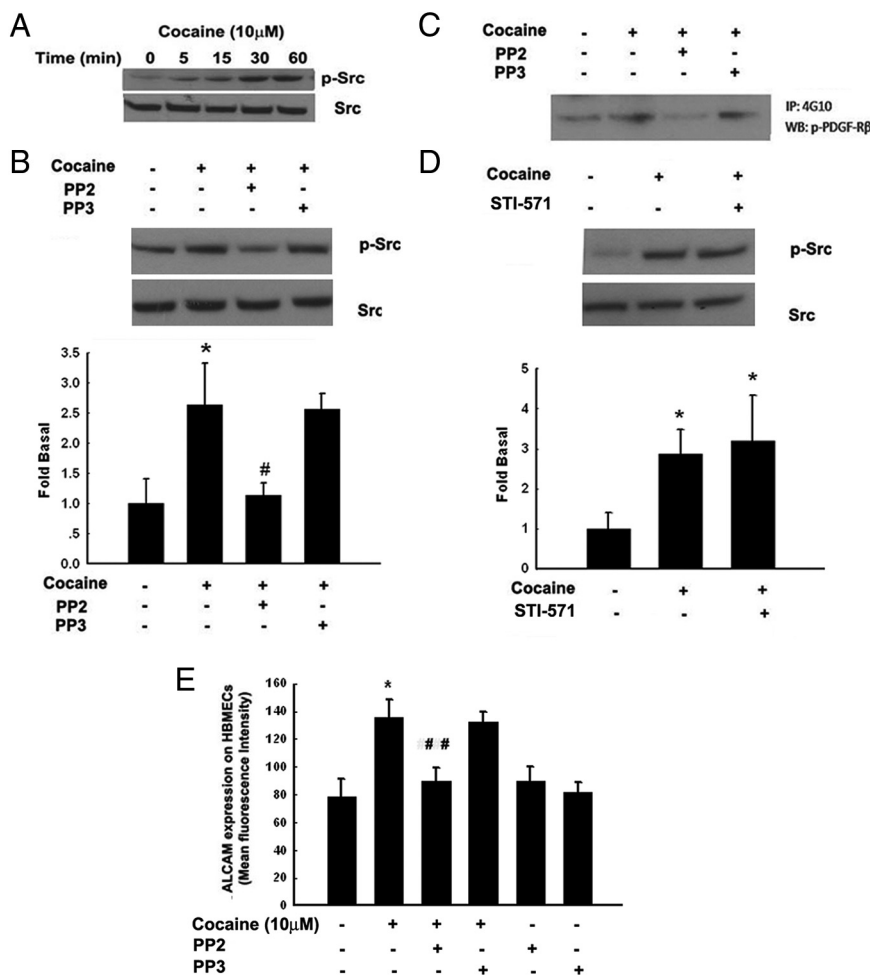 A
Cocaine (10μM)
Time (min) 0 5 15 30 60
p-Src
Src
B
Cocaine - + + +
PP2 - - + -
PP3 - - - +
p-Src
Src
Fold Basal
3.5
3.0
2.5
2.0
1.5
1.0
0.5
0.0
*
#
Cocaine - + + +
PP2 - - + -
PP3 - - - +
C
Cocaine - + + +
PP2 - - + -
PP3 - - - +
IP: 4G10
WB: p-PDGF-Rβ
D
Cocaine - + +
STI-571 - - +
p-Src
Src
Fold Basal
5
4
3
2
1
0
*
*
Cocaine - + +
STI-571 - - +
E
ALCAM expression on HBMECs
(Mean fluorescence Intensity)
160
140
120
100
80
60
40
20
0
*
##
Cocaine (10μM) - + + + - -
PP2 - - + - + -
PP3 - - - + - +